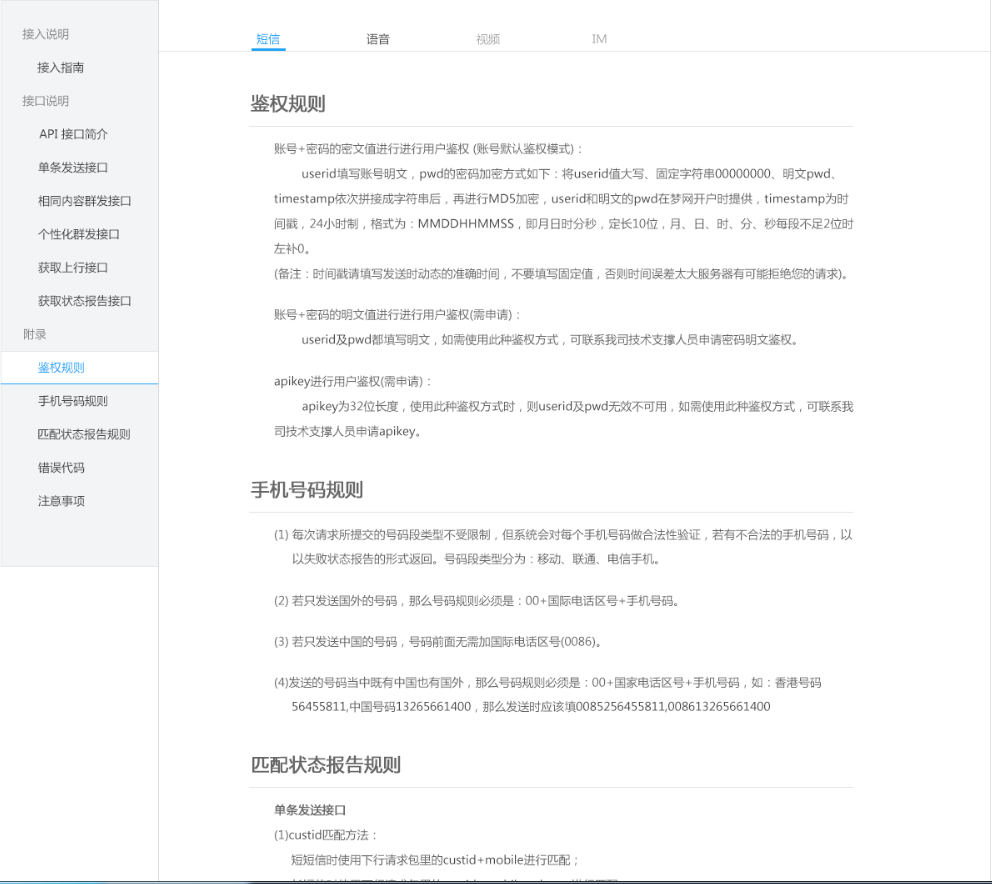 接入说明
接入指南
接口说明
API 接口简介
单条发送接口
相同内容群发接口
个性化群发接口
获取上行接口
获取状态报告接口
附录
鉴权规则
手机号码规则
匹配状态报告规则
错误代码
注意事项
短信
语音
视频
IM
鉴权规则
账号+密码的密文值进行进行用户鉴权 (账号默认鉴权模式)：
userid填写账号明文，pwd的密码加密方式如下：将userid值大写、固定字符串00000000、明文pwd、
timestamp依次拼接成字符串后，再进行MD5加密，userid和明文的pwd在梦网开户时提供，timestamp为时
间戳，24小时制，格式为：MMDDHHMMSS，即月日时分秒，定长10位，月、日、时、分、秒每段不足2位时
左补0。
(备注：时间戳请填写发送时动态的准确时间，不要填写固定值，否则时间误差太大服务器有可能拒绝您的请求)。
账号+密码的明文值进行进行用户鉴权(需申请)：
userid及pwd都填写明文，如需使用此种鉴权方式，可联系我司技术支撑人员申请密码明文鉴权。
apikey进行用户鉴权(需申请)：
apikey为32位长度，使用此种鉴权方式时，则userid及pwd无效不可用，如需使用此种鉴权方式，可联系我
司技术支撑人员申请apikey。
手机号码规则
(1) 每次请求所提交的号码段类型不受限制，但系统会对每个手机号码做合法性验证，若有不合法的手机号码，以
以失败状态报告的形式返回。号码段类型分为：移动、联通、电信手机。
(2) 若只发送国外的号码，那么号码规则必须是：00+国际电话区号+手机号码。
(3) 若只发送中国的号码，号码前面无需加国际电话区号(0086)。
(4)发送的号码当中既有中国也有国外，那么号码规则必须是：00+国家电话区号+手机号码，如：香港号码
56455811,中国号码13265661400，那么发送时应该填0085256455811,008613265661400
匹配状态报告规则
单条发送接口
(1)custid匹配方法：
短短信时使用下行请求包里的custid+mobile进行匹配；